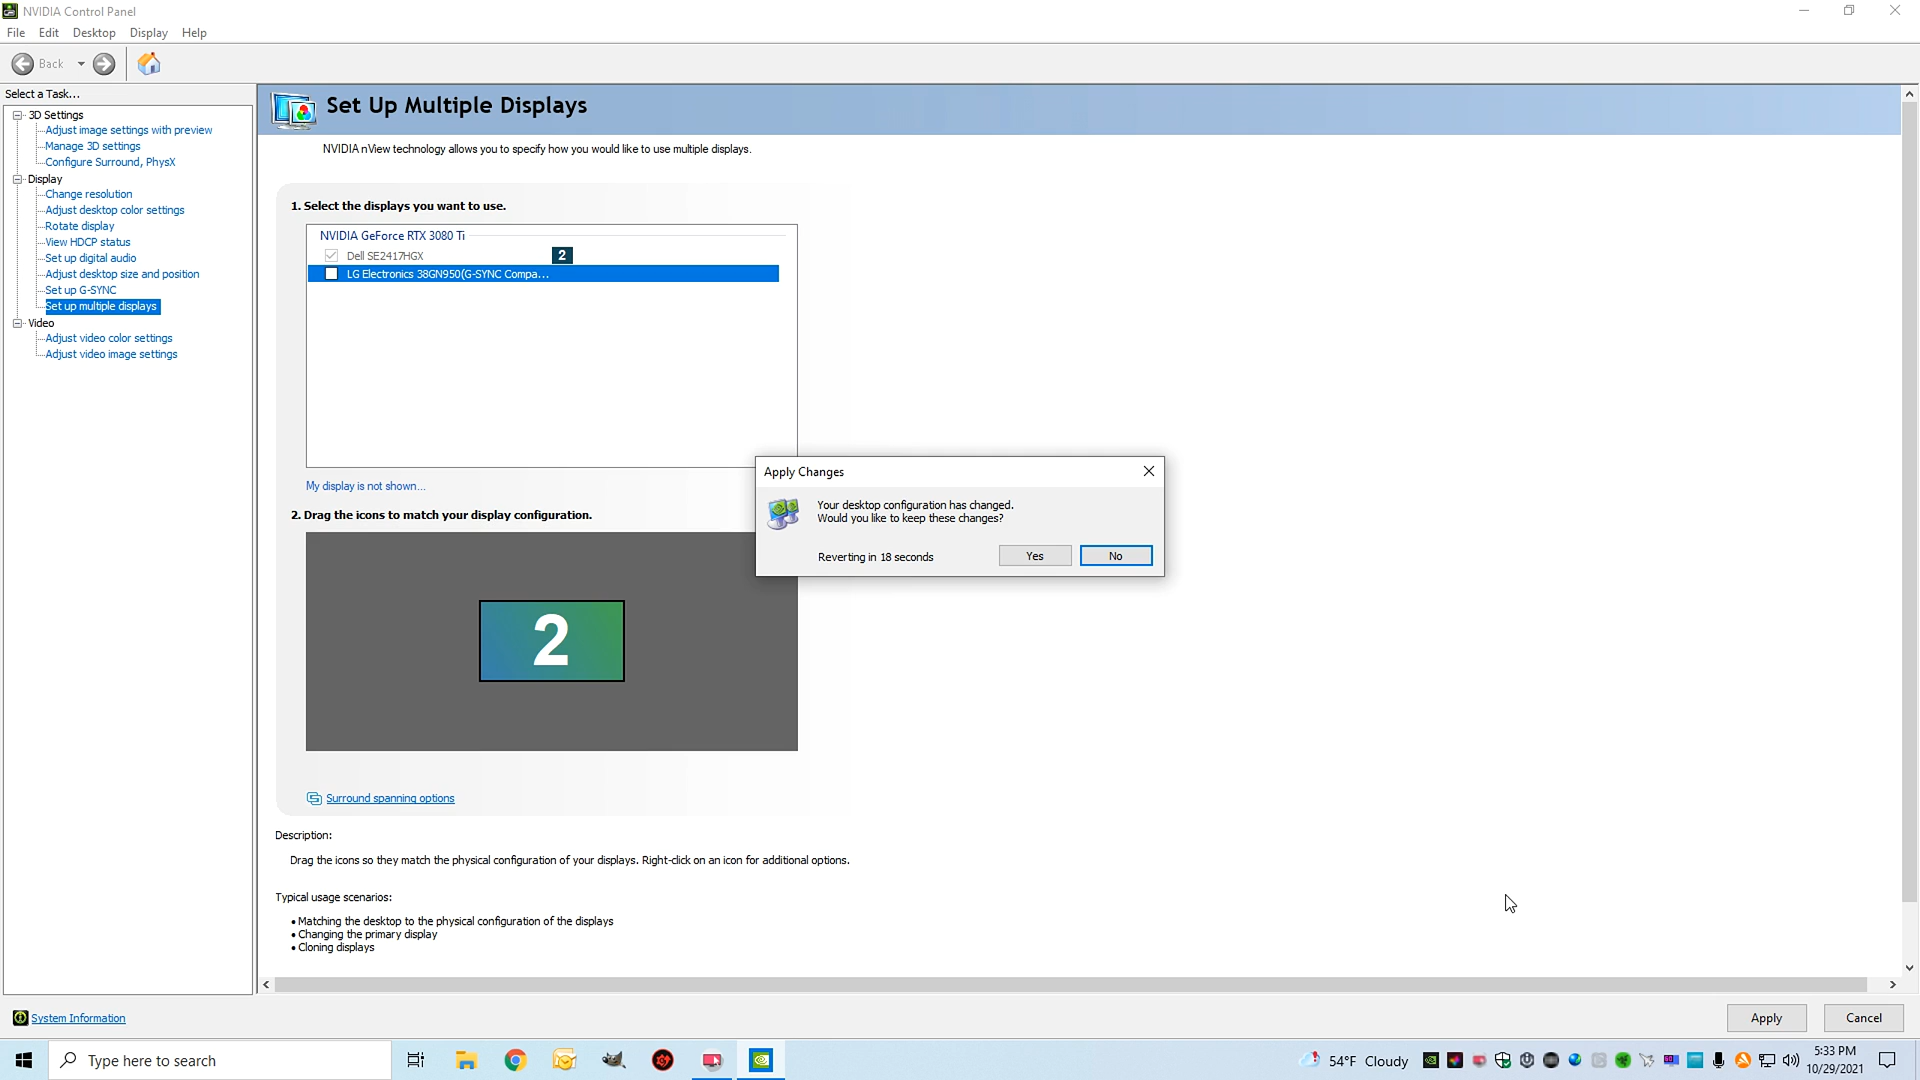 NVIDIA Control Panel
File Edit Desktop Display Help
Back
Select a Task...
3D Settings
Adjust image settings with preview
Manage 3D settings
Configure Surround, PhysX
Display
Change resolution
Adjust desktop color settings
Rotate display
View HDCP status
Set up digital audio
Adjust desktop size and position
Set up G-SYNC
Set up multiple displays
Video
Adjust video color settings
Adjust video image settings
Set Up Multiple Displays
NVIDIA nView technology allows you to specify how you would like to use multiple displays.
1. Select the displays you want to use.
NVIDIA GeForce RTX 3080 Ti
Dell SE2417HGX 2
LG Electronics 38GN950(G-SYNC Compa...
My display is not shown...
2. Drag the icons to match your display configuration.
2
Surround spanning options
Apply Changes
Your desktop configuration has changed.
Would you like to keep these changes?
Reverting in 18 seconds Yes No
Description:
Drag the icons so they match the physical configuration of your displays. Right-click on an icon for additional options.
Typical usage scenarios:
• Matching the desktop to the physical configuration of the displays
• Changing the primary display
• Cloning displays
System Information
Apply Cancel
Type here to search
54°F Cloudy
5:33 PM
10/29/2021